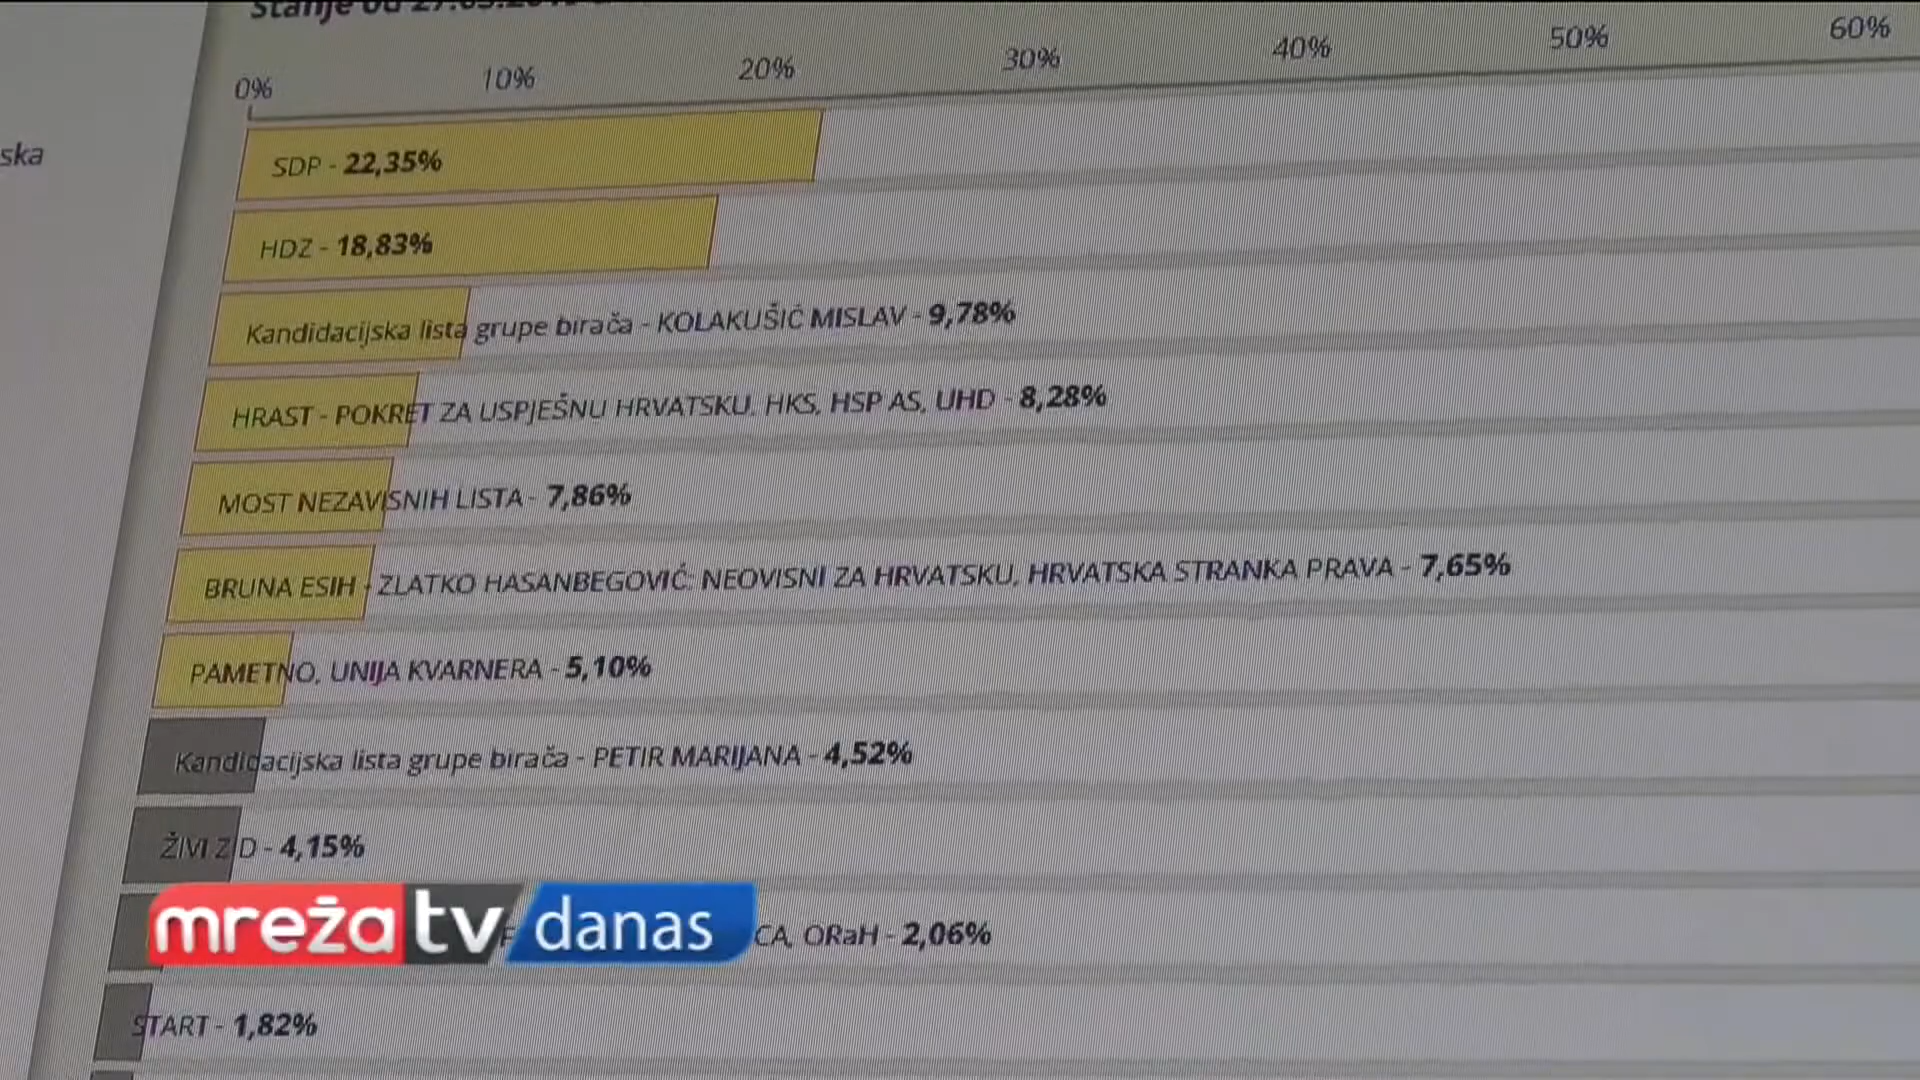 Stanje od 27.05.
0% 10% 20% 30% 40% 50% 60%
ska
SDP - 22,35%
HDZ - 18,83%
Kandidacijska lista grupe birača - KOLAKUŠIĆ MISLAV - 9,78%
HRAST - POKRET ZA USPJEŠNU HRVATSKU, HKS, HSP AS, UHD - 8,28%
MOST NEZAVISNIH LISTA - 7,86%
BRUNA ESIH - ZLATKO HASANBEGOVIĆ: NEOVISNI ZA HRVATSKU, HRVATSKA STRANKA PRAVA - 7,65%
PAMETNO, UNIJA KVARNERA - 5,10%
Kandidacijska lista grupe birača - PETIR MARIJANA - 4,52%
ŽIVI ZID - 4,15%
mreža tv danas
CA, ORaH - 2,06%
START - 1,82%